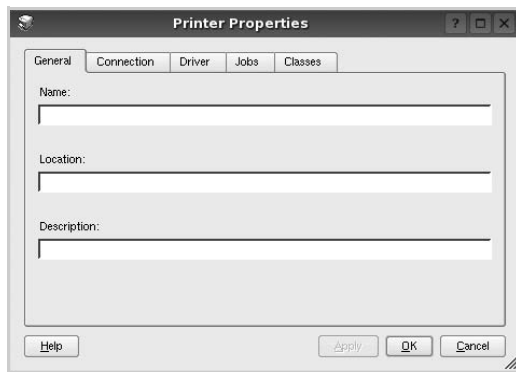 Printer Properties ?
General Connection Driver Jobs Classes
Name:
Location:
Description:
Help Apply OK Cancel